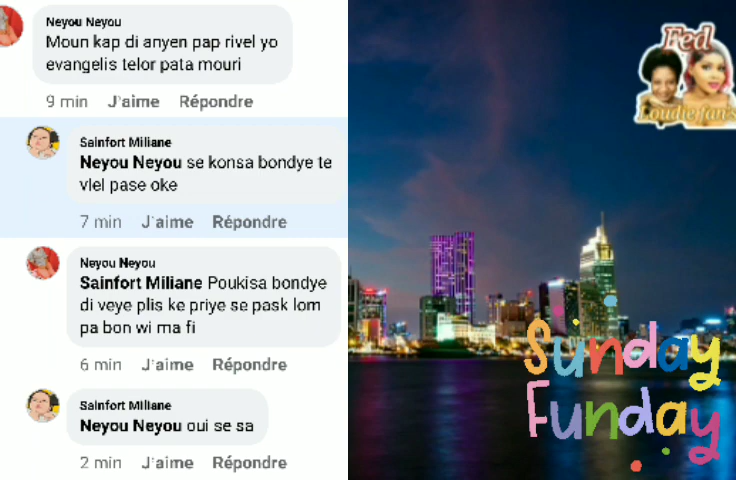 Neyou Neyou
Moun kap di anyen pap rivel yo
evangelis telor pata mouri
9 min J'aime Répondre
Sainfort Miliane
Neyou Neyou se konsa bondye te
vlel pase oke
7 min J'aime Répondre
Neyou Neyou
Sainfort Miliane Poukisa bondye
di veye plis ke priye se pask lom
pa bon wi ma fi
6 min J'aime Répondre
Sainfort Miliane
Neyou Neyou oui se sa
2 min J'aime Répondre
Fed
Loudie fan's
Sunday
Funday